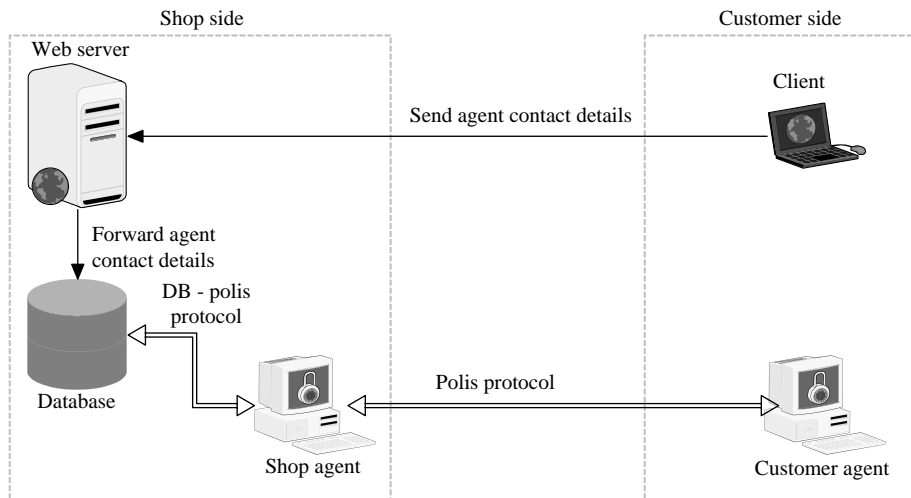 Shop side
Customer side
Web server
Client
Send agent contact details
Forward agent
contact details
DB - polis
protocol
Polis protocol
Database
Shop agent
Customer agent